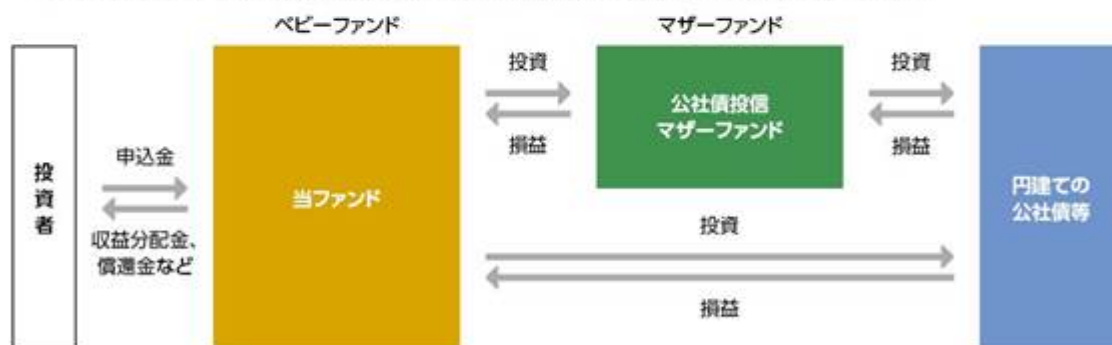 ベビーファンド
マザーファンド
投資者
申込金
収益分配金、
償還金など
当ファンド
投資
損益
公社債投信
マザーファンド
投資
損益
投資
損益
円建ての
公社債等